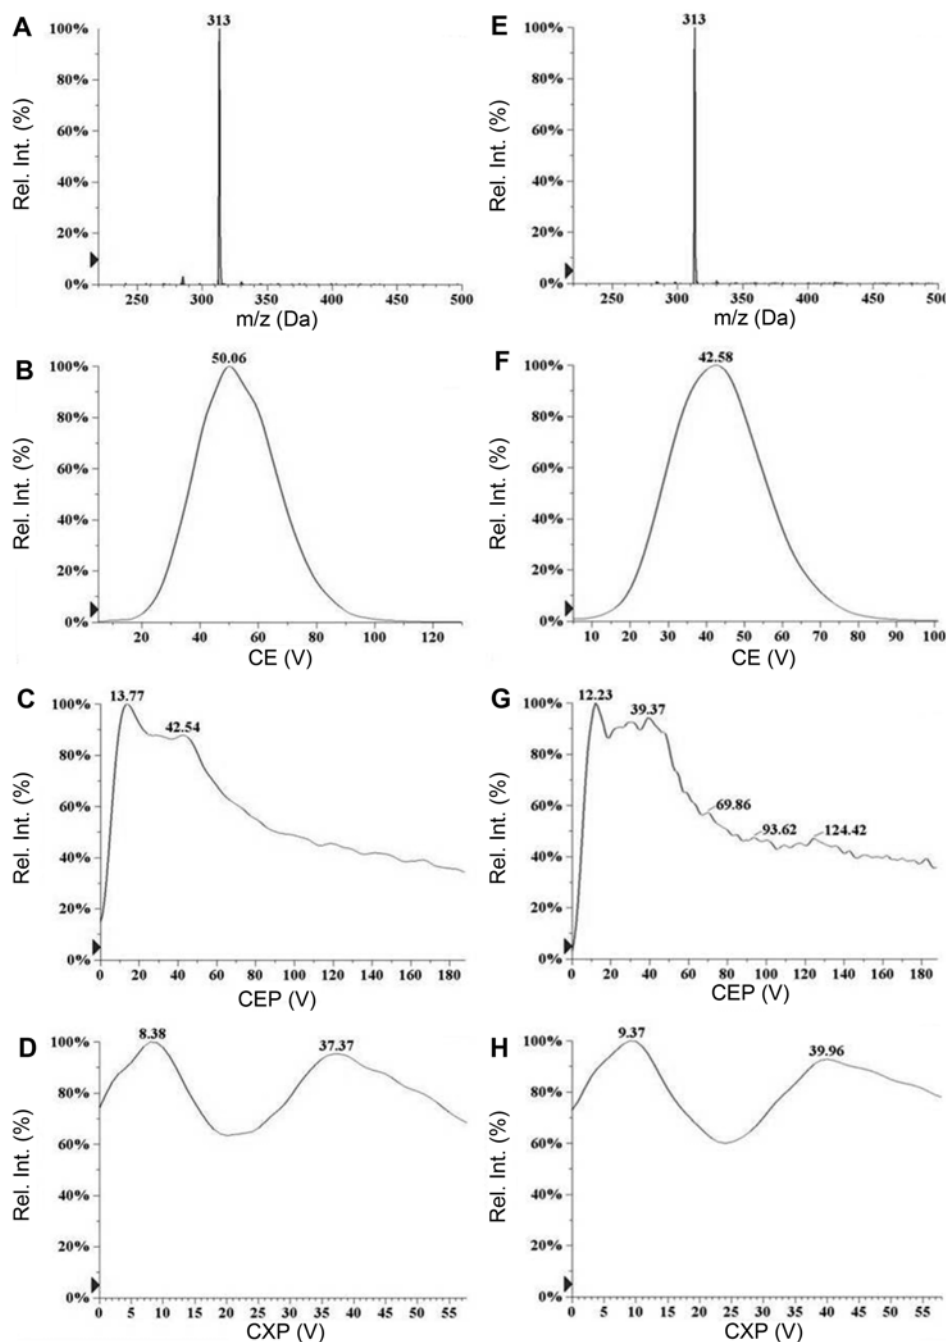 A
313
100%
80%
60%
40%
20%
0%
Rel. Int. (%)
250 300 350 400 450 500
m/z (Da)
E
313
100%
80%
60%
40%
20%
0%
Rel. Int. (%)
250 300 350 400 450 500
m/z (Da)
B
50.06
100%
80%
60%
40%
20%
0%
Rel. Int. (%)
20 40 60 80 100 120
CE (V)
F
42.58
100%
80%
60%
40%
20%
0%
Rel. Int. (%)
10 20 30 40 50 60 70 80 90 100
CE (V)
C
13.77
42.54
100%
80%
60%
40%
20%
0%
Rel. Int. (%)
0 20 40 60 80 100 120 140 160 180
CEP (V)
G
12.23
39.37
69.86
93.62
124.42
100%
80%
60%
40%
20%
0%
Rel. Int. (%)
0 20 40 60 80 100 120 140 160 180
CEP (V)
D
8.38
37.37
100%
80%
60%
40%
20%
0%
Rel. Int. (%)
0 5 10 15 20 25 30 35 40 45 50 55
CXP (V)
H
9.37
39.96
100%
80%
60%
40%
20%
0%
Rel. Int. (%)
0 5 10 15 20 25 30 35 40 45 50 55
CXP (V)